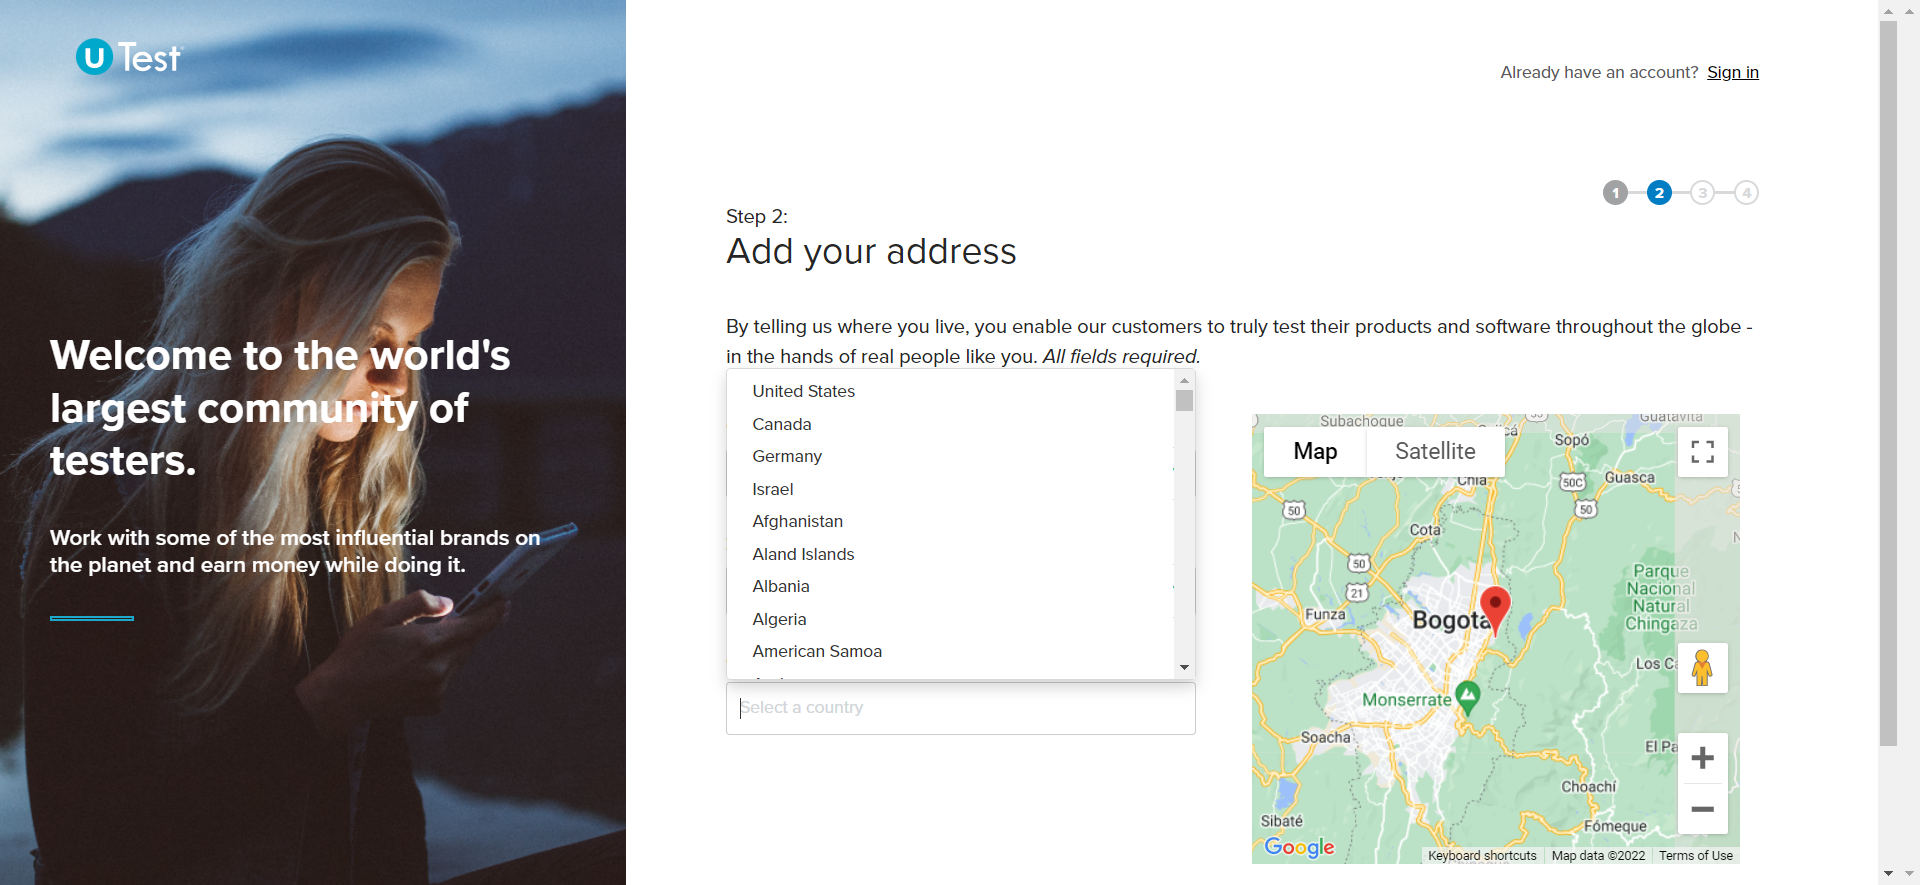 U Test
Welcome to the world's
largest community of
testers.
Work with some of the most influential brands on
the planet and earn money while doing it.
Already have an account? Sign in
1 2 3 4
Step 2:
Add your address
By telling us where you live, you enable our customers to truly test their products and software throughout the globe -
in the hands of real people like you. All fields required.
United States
Canada
Germany
Israel
Afghanistan
Aland Islands
Albania
Algeria
American Samoa
Select a country
Subachoque
Guatavita
Map Satellite
Sopó
Chia
50C
Guasca
50
50
Cota
50
21
Funza
Bogota
Parque
Nacional
Natural
Chingaza
Los Ca
Monserrate
Soacha
El Pa
Choachí
Sibaté
Fómeque
Google
Keyboard shortcuts Map data ©2022 Terms of Use